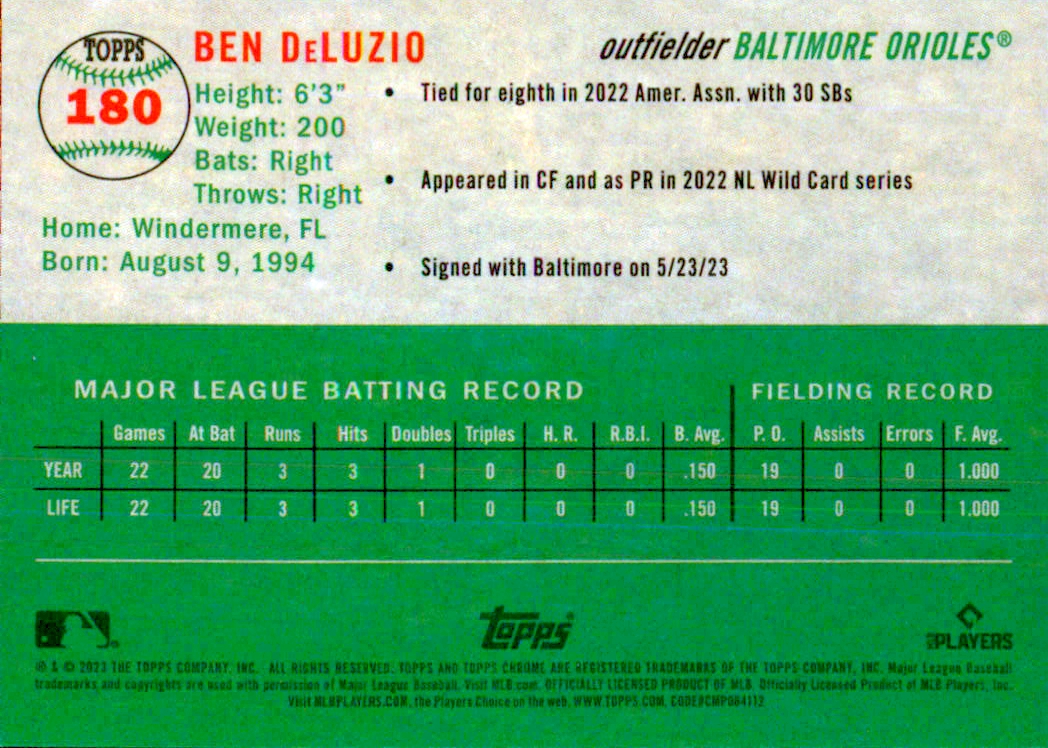 TOPPS
180
BEN DeLUZIO
outfielder BALTIMORE ORIOLES®
Height: 6'3"
Weight: 200
Bats: Right
Throws: Right
Home: Windermere, FL
Born: August 9, 1994
• Tied for eighth in 2022 Amer. Assn. with 30 SBs
• Appeared in CF and as PR in 2022 NL Wild Card series
• Signed with Baltimore on 5/23/23
MAJOR LEAGUE BATTING RECORD FIELDING RECORD
Games At Bat Runs Hits Doubles Triples H. R. R.B.I. B. Avg. P. O. Assists Errors F. Avg.
YEAR 22 20 3 3 1 0 0 0 .150 19 0 0 1.000
LIFE 22 20 3 3 1 0 0 0 .150 19 0 0 1.000
topps®
PLAYERS
® & © 2023 THE TOPPS COMPANY, INC. ALL RIGHTS RESERVED. TOPPS AND TOPPS CHROME ARE REGISTERED TRADEMARKS OF THE TOPPS COMPANY, INC. Major League Baseball
trademarks and copyrights are used with permission of Major League Baseball. Visit MLB.com. OFFICIALLY LICENSED PRODUCT OF MLB. Officially Licensed Product of MLB Players, Inc.
Visit MLBPLAYERS.COM, the Players Choice on the web. WWW.TOPPS.COM. CODE#CMP084112